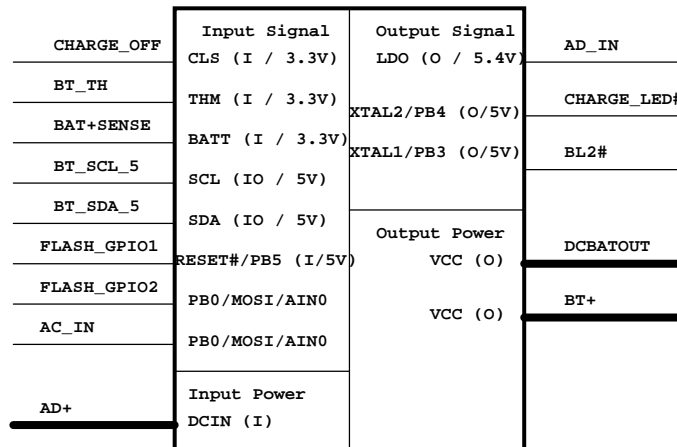 CHARGE_OFF
BT_TH
BAT+SENSE
BT_SCL_5
BT_SDA_5
FLASH_GPIO1
FLASH_GPIO2
AC_IN
AD+
Input Signal
CLS (I / 3.3V)
THM (I / 3.3V)
BATT (I / 3.3V)
SCL (IO / 5V)
SDA (IO / 5V)
RESET#/PB5 (I/5V)
PB0/MOSI/AIN0
PB0/MOSI/AIN0
Input Power
DCIN (I)
Output Signal
LDO (O / 5.4V)
XTAL2/PB4 (O/5V)
XTAL1/PB3 (O/5V)
Output Power
VCC (O)
VCC (O)
AD_IN
CHARGE_LED#
BL2#
DCBATOUT
BT+